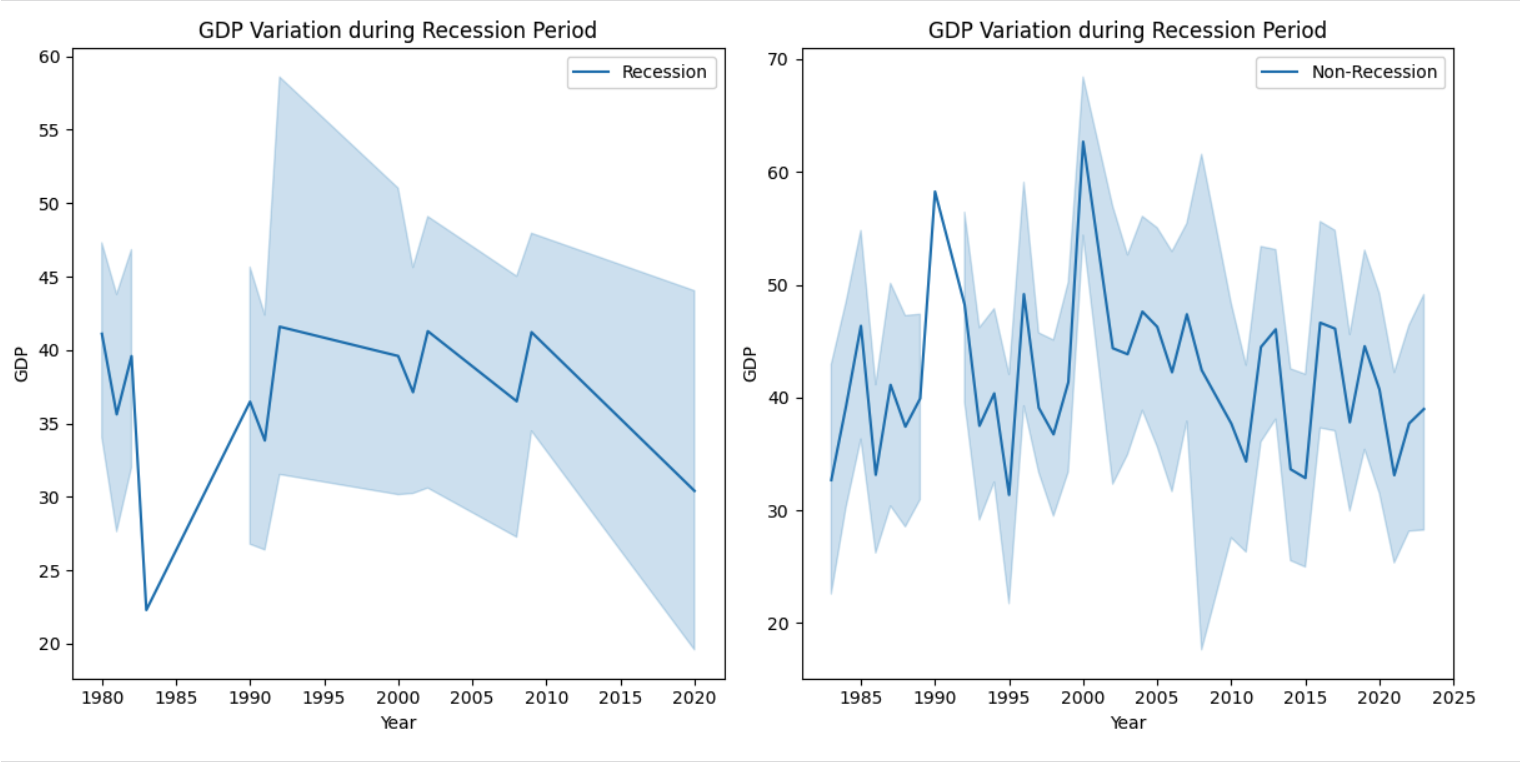 GDP Variation during Recession Period
Recession
60
55
50
45
40
35
30
25
20
GDP
1980 1985 1990 1995 2000 2005 2010 2015 2020
Year
GDP Variation during Recession Period
Non-Recession
70
60
50
40
30
20
GDP
1985 1990 1995 2000 2005 2010 2015 2020 2025
Year